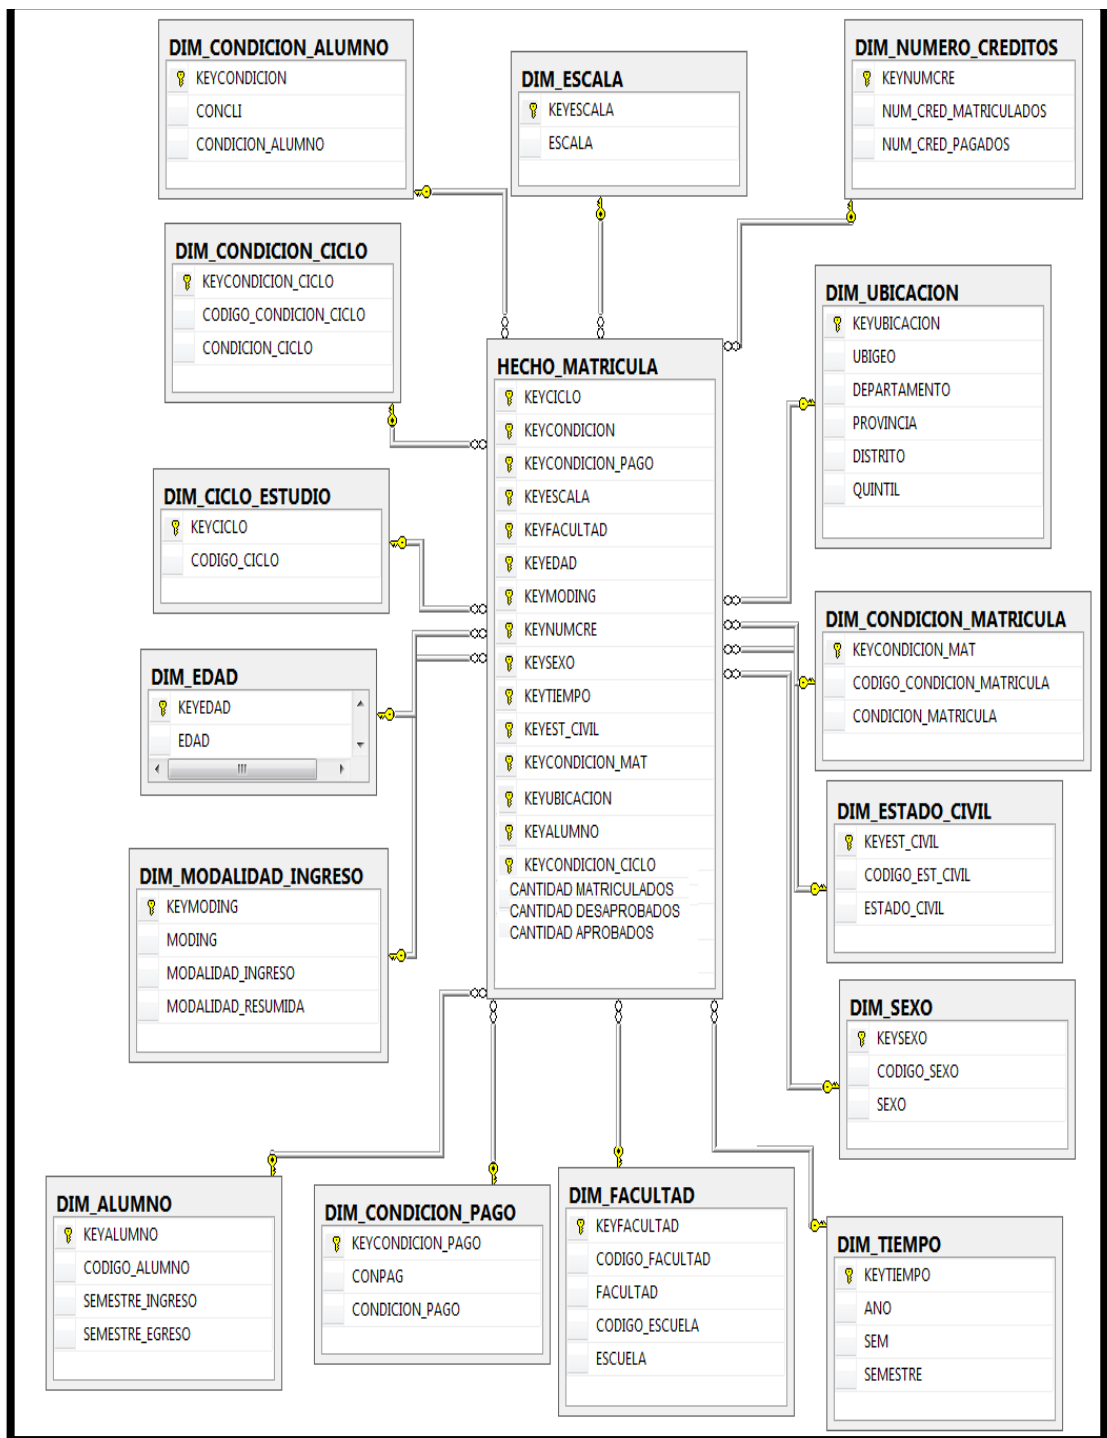 DIM_CONDICION_ALUMNO
KEYCONDICION
CONCLI
CONDICION_ALUMNO
DIM_ESCALA
KEYESCALA
ESCALA
DIM_NUMERO_CREDITOS
KEYNUMCRE
NUM_CRED_MATRICULADOS
NUM_CRED_PAGADOS
DIM_CONDICION_CICLO
KEYCONDICION_CICLO
CODIGO_CONDICION_CICLO
CONDICION_CICLO
DIM_UBICACION
KEYUBICACION
UBIGEO
DEPARTAMENTO
PROVINCIA
DISTRITO
QUINTIL
HECHO_MATRICULA
KEYCICLO
KEYCONDICION
KEYCONDICION_PAGO
KEYESCALA
KEYFACULTAD
KEYEDAD
KEYMODING
KEYNUMCRE
KEYSEXO
KEYTIEMPO
KEYEST_CIVIL
KEYCONDICION_MAT
KEYUBICACION
KEYALUMNO
KEYCONDICION_CICLO
CANTIDAD MATRICULADOS
CANTIDAD DESAPROBADOS
CANTIDAD APROBADOS
DIM_CICLO_ESTUDIO
KEYCICLO
CODIGO_CICLO
DIM_CONDICION_MATRICULA
KEYCONDICION_MAT
CODIGO_CONDICION_MATRICULA
CONDICION_MATRICULA
DIM_EDAD
KEYEDAD
EDAD
DIM_ESTADO_CIVIL
KEYEST_CIVIL
CODIGO_EST_CIVIL
ESTADO_CIVIL
DIM_MODALIDAD_INGRESO
KEYMODING
MODING
MODALIDAD_INGRESO
MODALIDAD_RESUMIDA
DIM_SEXO
KEYSEXO
CODIGO_SEXO
SEXO
DIM_ALUMNO
KEYALUMNO
CODIGO_ALUMNO
SEMESTRE_INGRESO
SEMESTRE_EGRESO
DIM_CONDICION_PAGO
KEYCONDICION_PAGO
CONPAG
CONDICION_PAGO
DIM_FACULTAD
KEYFACULTAD
CODIGO_FACULTAD
FACULTAD
CODIGO_ESCUELA
ESCUELA
DIM_TIEMPO
KEYTIEMPO
ANO
SEM
SEMESTRE